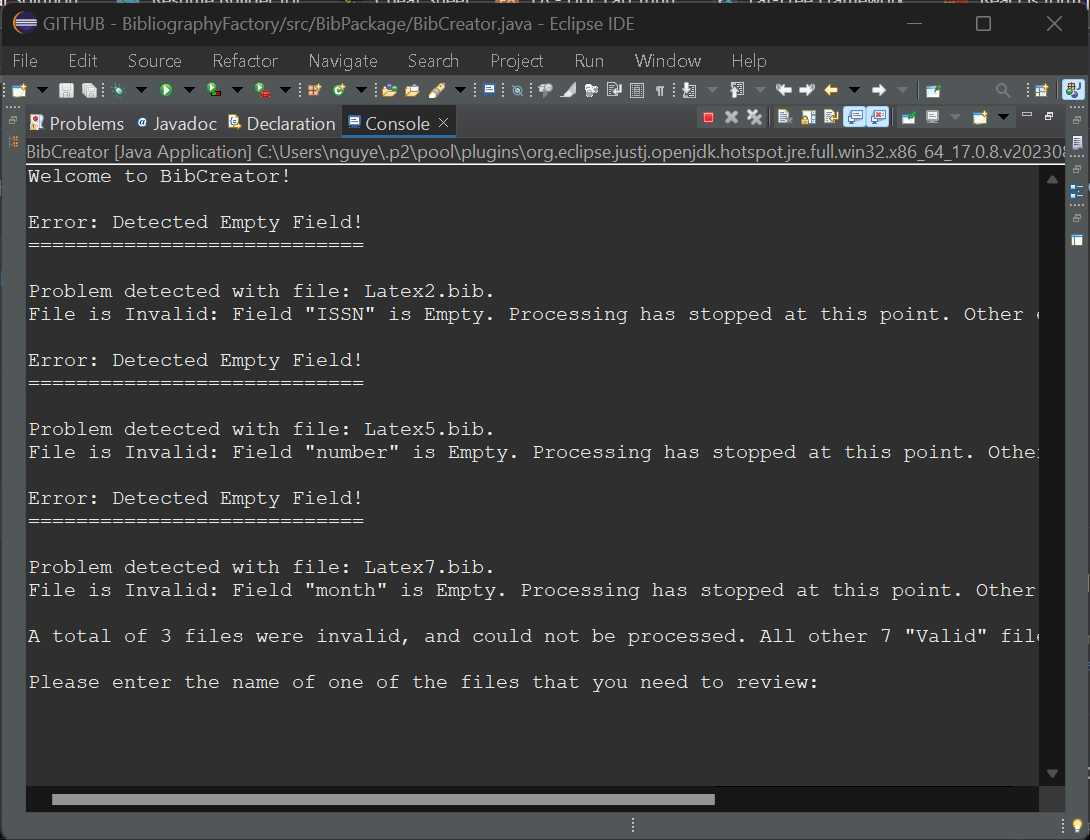 GITHUB - BibliographyFactory/src/BibPackage/BibCreator.java - Eclipse IDE
File Edit Source Refactor Navigate Search Project Run Window Help
Problems Javadoc Declaration Console
BibCreator [Java Application] C:\Users\nguye\.p2\pool\plugins\org.eclipse.justj.openjdk.hotspot.jre.full.win32.x86_64_17.0.8.v20230
Welcome to BibCreator!
Error: Detected Empty Field!
============================
Problem detected with file: Latex2.bib.
File is Invalid: Field "ISSN" is Empty. Processing has stopped at this point. Other
Error: Detected Empty Field!
============================
Problem detected with file: Latex5.bib.
File is Invalid: Field "number" is Empty. Processing has stopped at this point. Othe
Error: Detected Empty Field!
============================
Problem detected with file: Latex7.bib.
File is Invalid: Field "month" is Empty. Processing has stopped at this point. Other
A total of 3 files were invalid, and could not be processed. All other 7 "Valid" fil
Please enter the name of one of the files that you need to review: